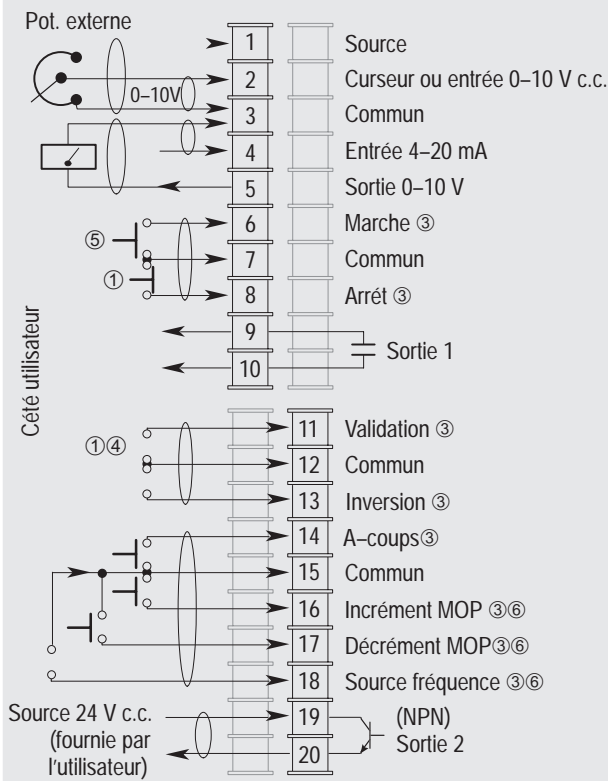 Pot. externe
1 Source
2 Curseur ou entrée 0–10 V c.c.
0–10V
3 Commun
4 Entrée 4–20 mA
5 Sortie 0–10 V
⑤
6 Marche ③
7 Commun
①
8 Arrét ③
9
Sortie 1
10
Cété utilisateur
①④
11 Validation ③
12 Commun
13 Inversion ③
14 A–coups③
15 Commun
16 Incrément MOP ③⑥
17 Décrément MOP③⑥
18 Source fréquence ③⑥
Source 24 V c.c.
(fournie par
l'utilisateur)
19 (NPN)
Sortie 2
20